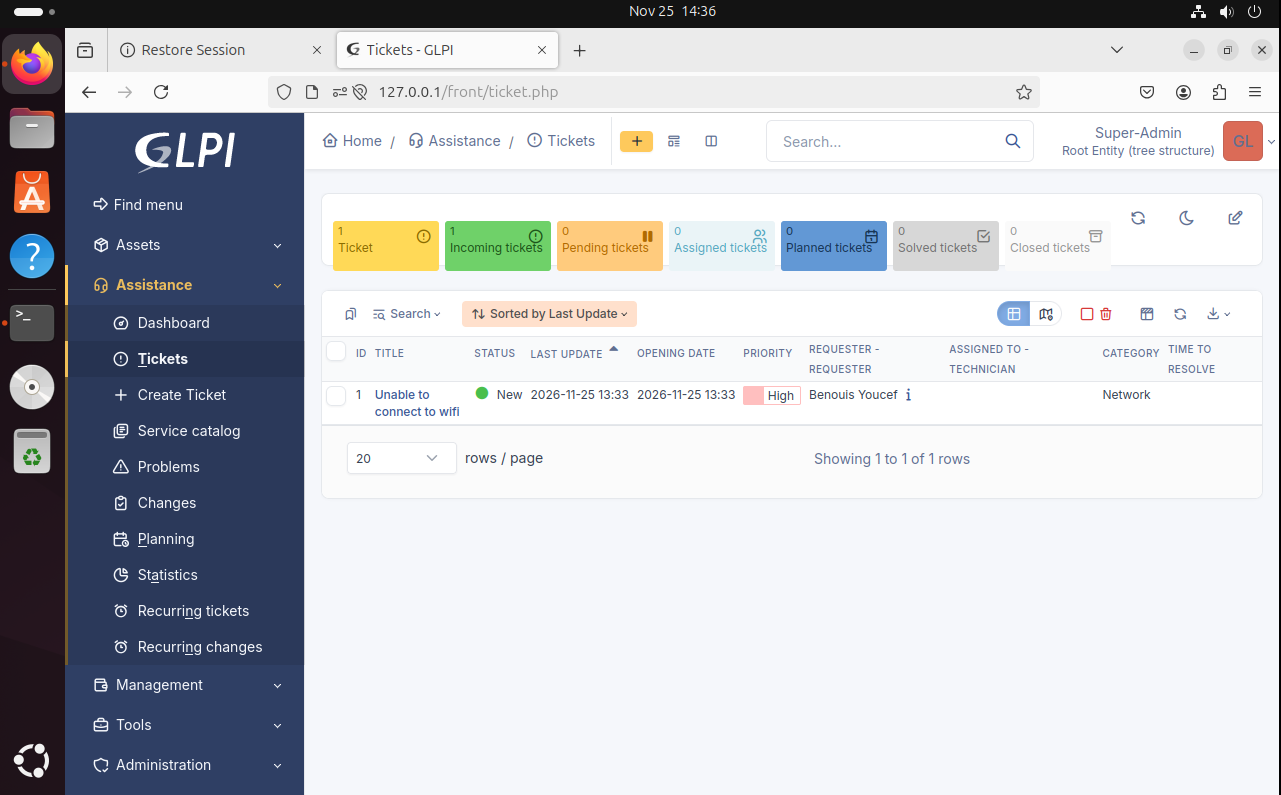 Nov 25 14:36
Restore Session
Tickets - GLPI
127.0.0.1/front/ticket.php
GLPI
Find menu
Assets
Assistance
Dashboard
Tickets
Create Ticket
Service catalog
Problems
Changes
Planning
Statistics
Recurring tickets
Recurring changes
Management
Tools
Administration
Home / Assistance / Tickets
Search...
Super-Admin
Root Entity (tree structure)
GL
1
Ticket
1
Incoming tickets
0
Pending tickets
0
Assigned tickets
0
Planned tickets
0
Solved tickets
0
Closed tickets
Search
Sorted by Last Update
ID TITLE STATUS LAST UPDATE OPENING DATE PRIORITY REQUESTER - REQUESTER ASSIGNED TO - TECHNICIAN CATEGORY TIME TO RESOLVE
1 Unable to connect to wifi New 2026-11-25 13:33 2026-11-25 13:33 High Benouis Youcef Network
20 rows / page
Showing 1 to 1 of 1 rows